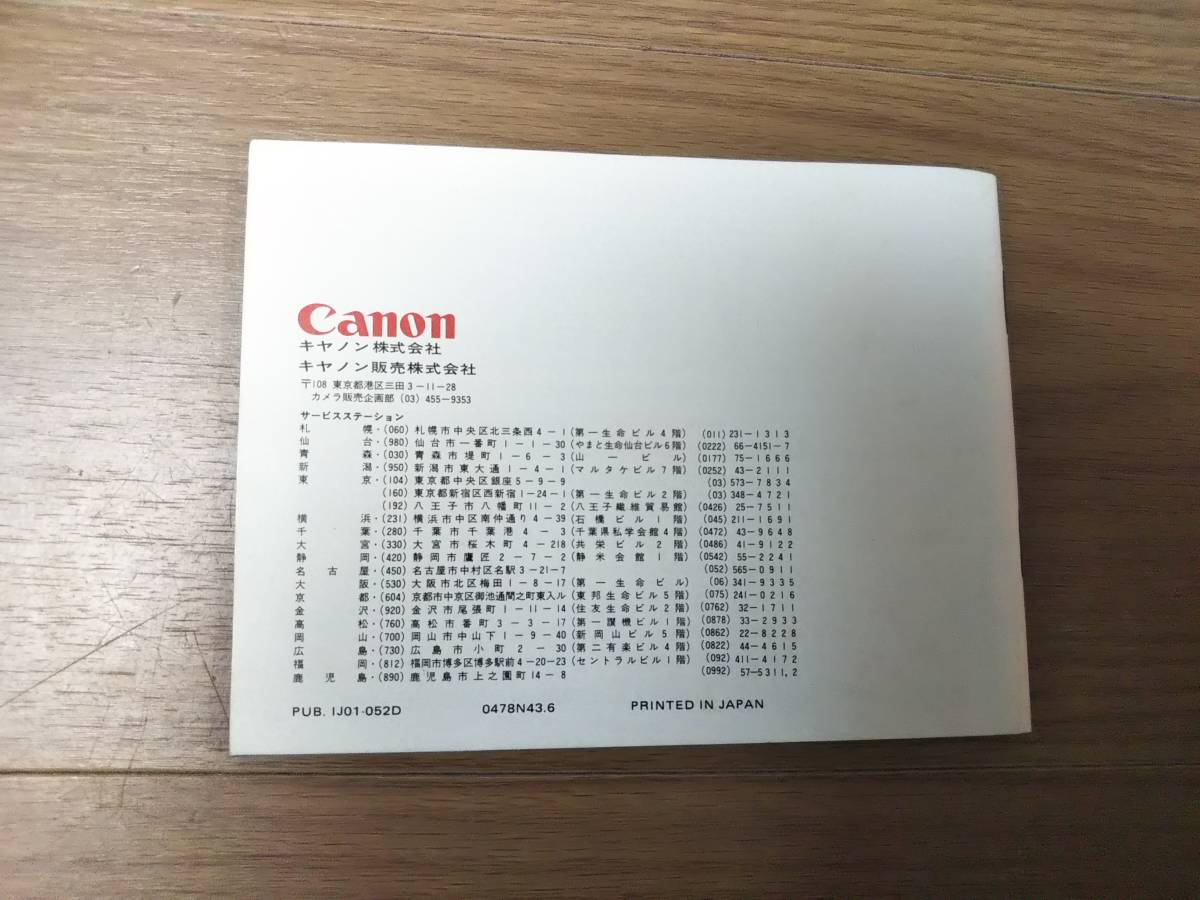 Canon
キヤノン株式会社
キヤノン販売株式会社
〒108 東京都港区三田3-11-28
カメラ販売企画部 (03) 455-9353
サービスステーション
札幌・(060) 札幌市中央区北三条西4-1 (第一生命ビル4階) (011) 231-1313
仙台・(980) 仙台市一番町1-1-30 (やまと生命仙台ビル6階) (0222) 66-4151-7
青森・(030) 青森市堤町1-6-3 (山一ビル) (0177) 75-1666
新潟・(950) 新潟市東大通1-4-1 (マルタケビル7階) (0252) 43-2111
東京・(104) 東京都中央区銀座5-9-9 (03) 573-7834
(160) 東京都新宿区西新宿1-24-1 (第一生命ビル2階) (03) 348-4721
(192) 八王子市八幡町11-2 (八王子繊維貿易館) (0426) 25-7511
横浜・(231) 横浜市中区南仲通り4-39 (石橋ビル1階) (045) 211-1691
千葉・(280) 千葉市千葉港4-3 (千葉県私学会館4階) (0472) 43-9648
大宮・(330) 大宮市桜木町4-218 (共栄ビル2階) (0486) 41-9122
静岡・(420) 静岡市鷹匠2-7-2 (静米会館1階) (0542) 55-2241
名古屋・(450) 名古屋市中村区名駅3-21-7 (052) 565-0911
大阪・(530) 大阪市北区梅田1-8-17 (第一生命ビル) (06) 341-9335
京都・(604) 京都市中京区御池通間之町東入ル (東邦生命ビル5階) (075) 241-0216
金沢・(920) 金沢市尾張町1-11-14 (住友生命ビル2階) (0762) 32-1711
高松・(760) 高松市番町3-3-17 (第一讃機ビル1階) (0878) 33-2933
岡山・(700) 岡山市中山下1-9-40 (新岡山ビル5階) (0862) 22-8228
広島・(730) 広島市小町2-30 (第二有楽ビル4階) (0822) 44-4615
福岡・(812) 福岡市博多区博多駅前4-20-23 (セントラルビル1階) (092) 411-4172
鹿児島・(890) 鹿児島市上之園町14-8 (0992) 57-5311,2
PUB. IJ01-052D 0478N43.6 PRINTED IN JAPAN